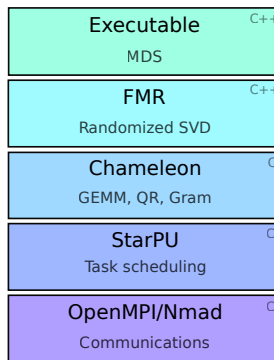 C++
Executable
MDS
C++
FMR
Randomized SVD
C
Chameleon
GEMM, QR, Gram
C
StarPU
Task scheduling
C
OpenMPI/Nmad
Communications